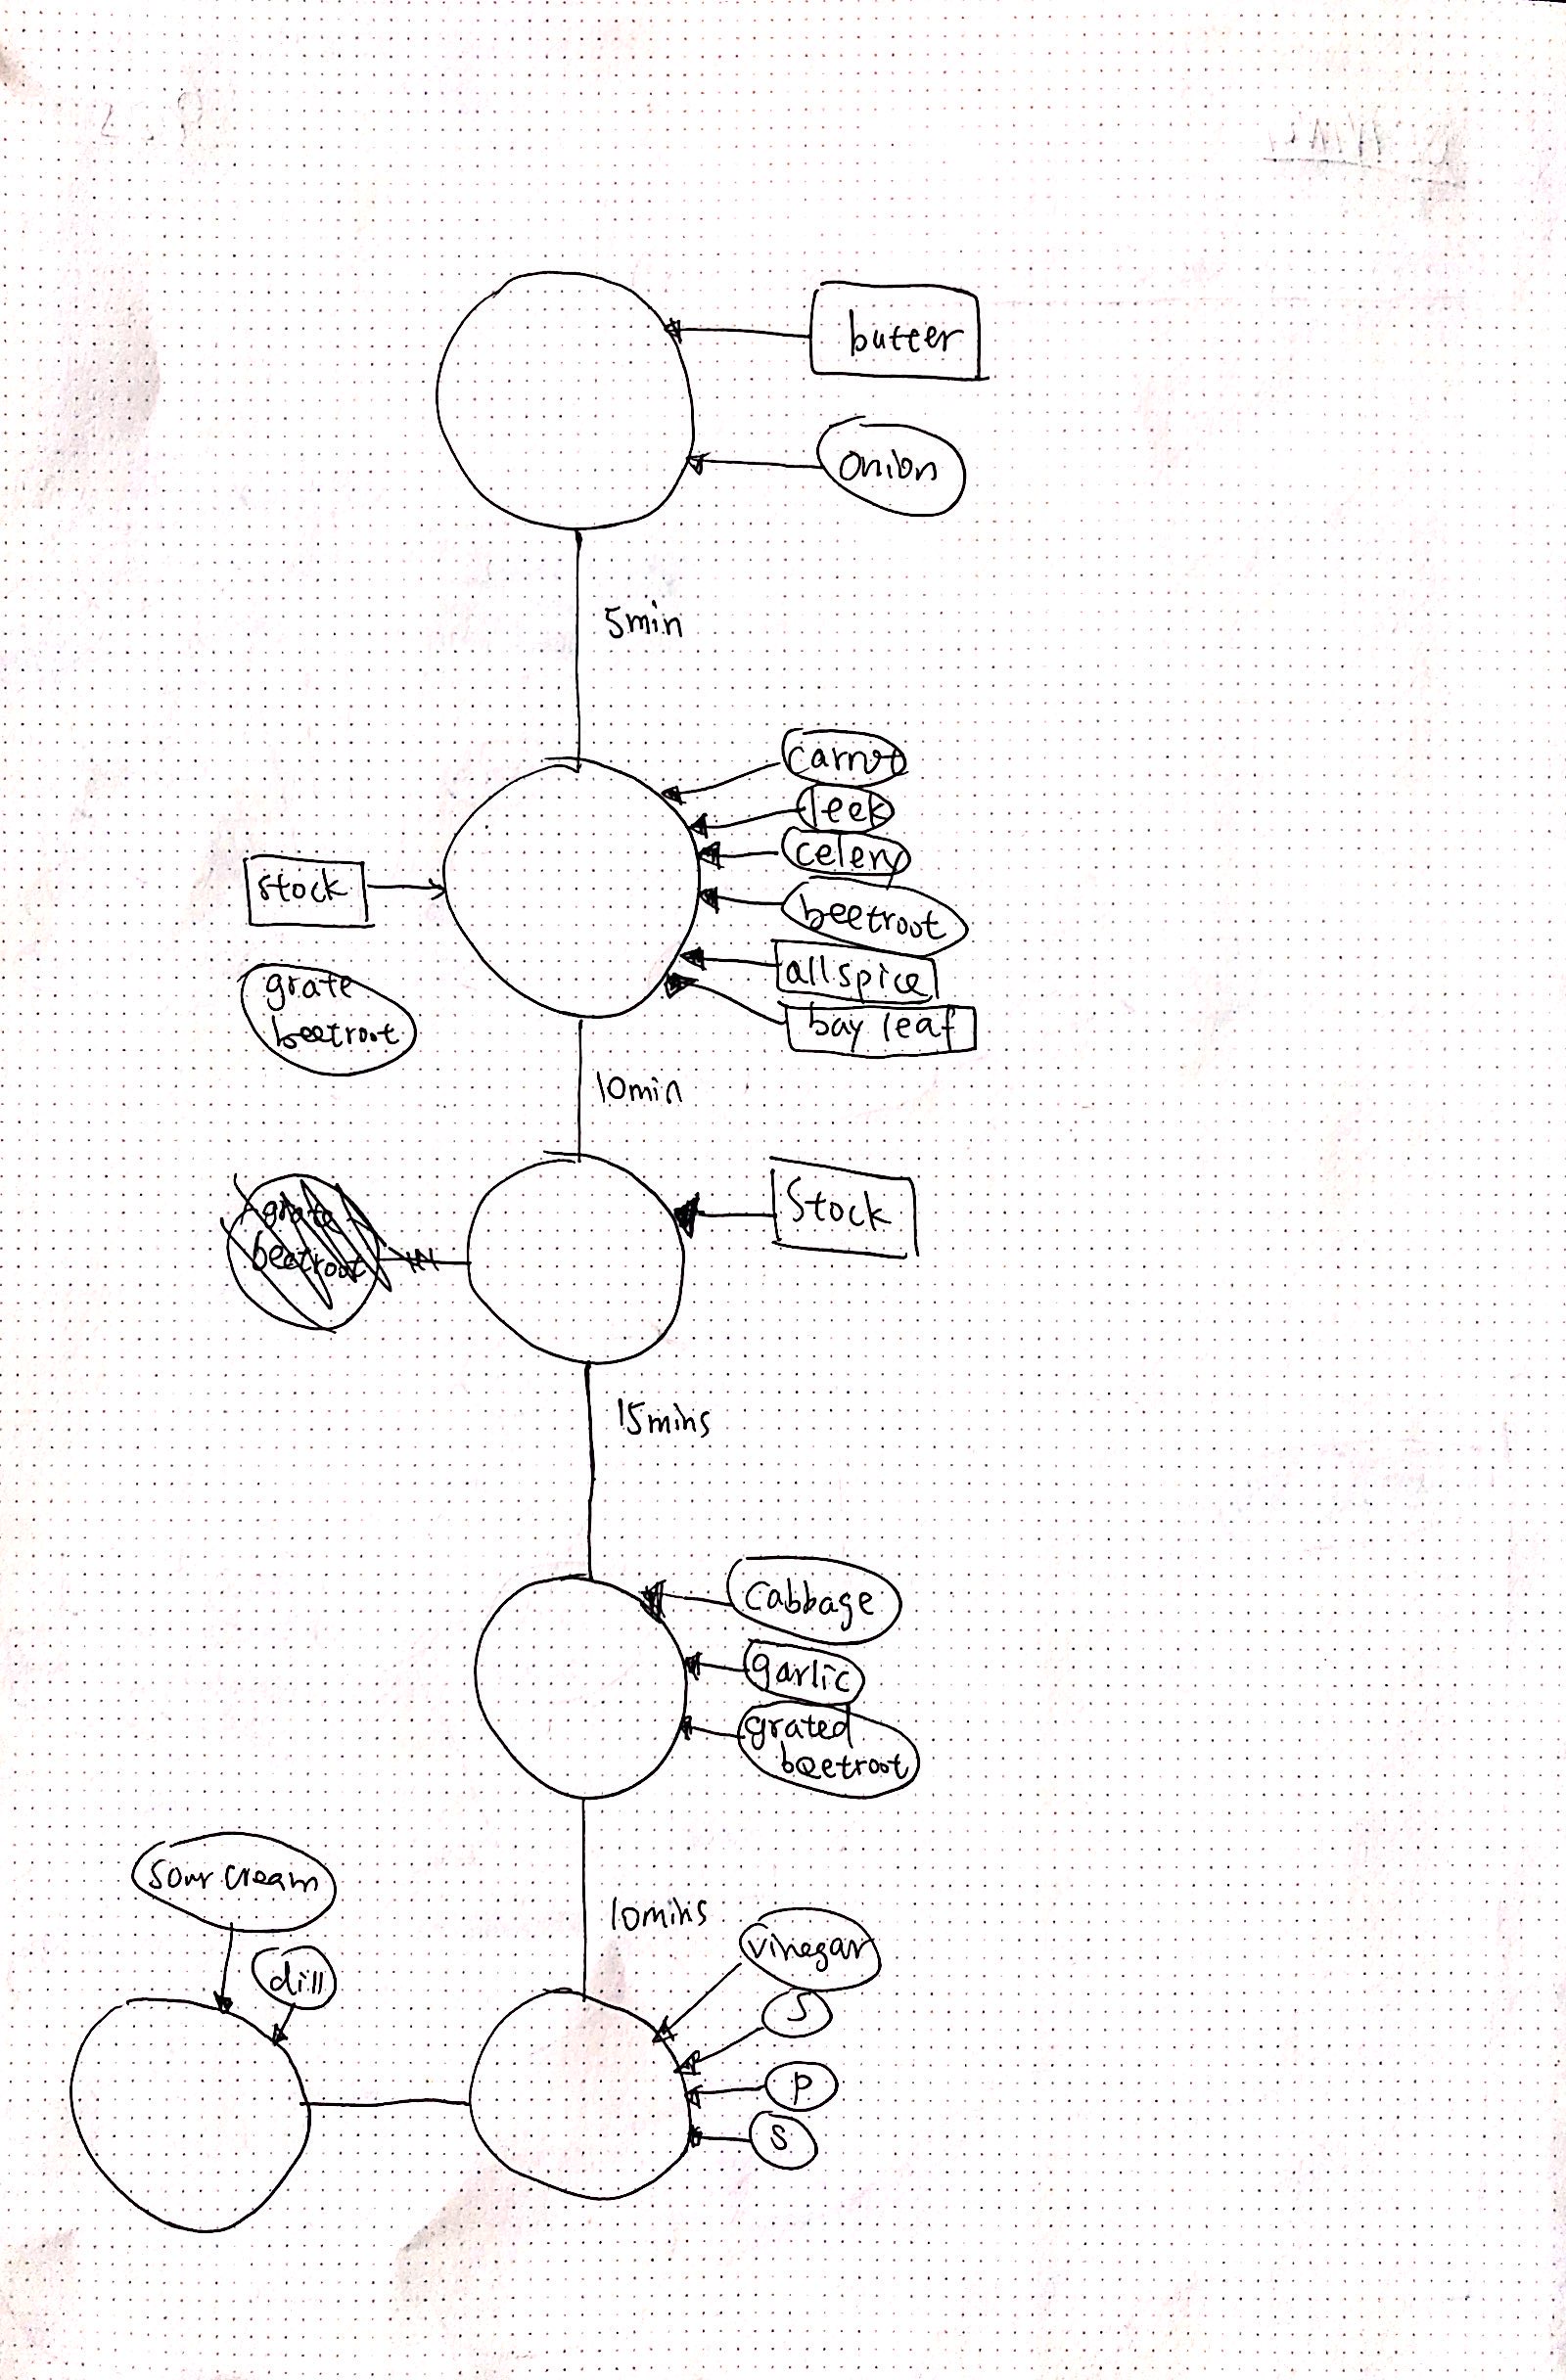 butter
onion
5min
carrot
leek
celery
stock
beetroot
allspice
grate
beetroot
bay leaf
10min
Stock
grate
beetroot
15mins
cabbage
garlic
grated
beetroot
sour cream
10mins
vinegar
dill
S
P
S